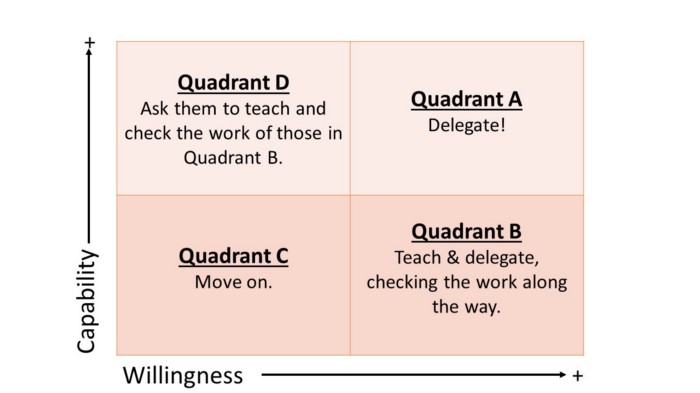 +
Quadrant D
Ask them to teach and
check the work of those in
Quadrant B.
Quadrant A
Delegate!
Quadrant C
Move on.
Quadrant B
Teach & delegate,
checking the work along
the way.
Capability
Willingness
+